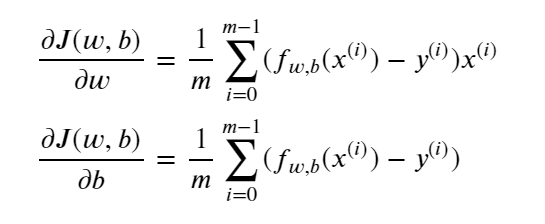 ∂J(w, b)/∂w = 1/m ∑_{i=0}^{m−1} (f_{w,b}(x^{(i)}) − y^{(i)})x^{(i)}
∂J(w, b)/∂b = 1/m ∑_{i=0}^{m−1} (f_{w,b}(x^{(i)}) − y^{(i)})